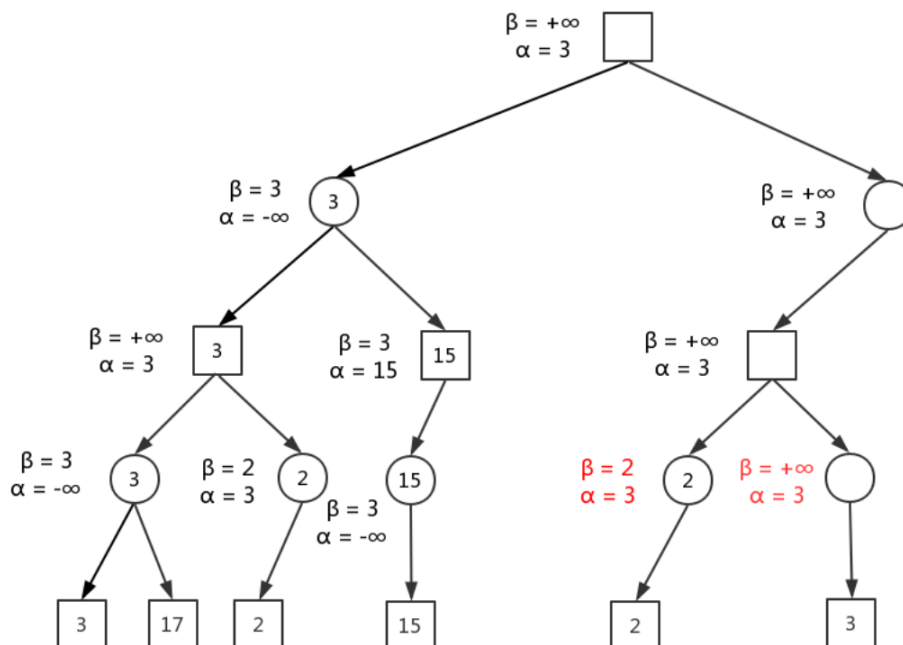 β = +∞
α = 3
β = 3
α = -∞
3
β = +∞
α = 3
β = +∞
α = 3
3
β = 3
α = 15
15
β = +∞
α = 3
β = 3
α = -∞
3
β = 2
α = 3
2
15
β = 3
α = -∞
β = 2
α = 3
2
β = +∞
α = 3
3
17
2
15
2
3